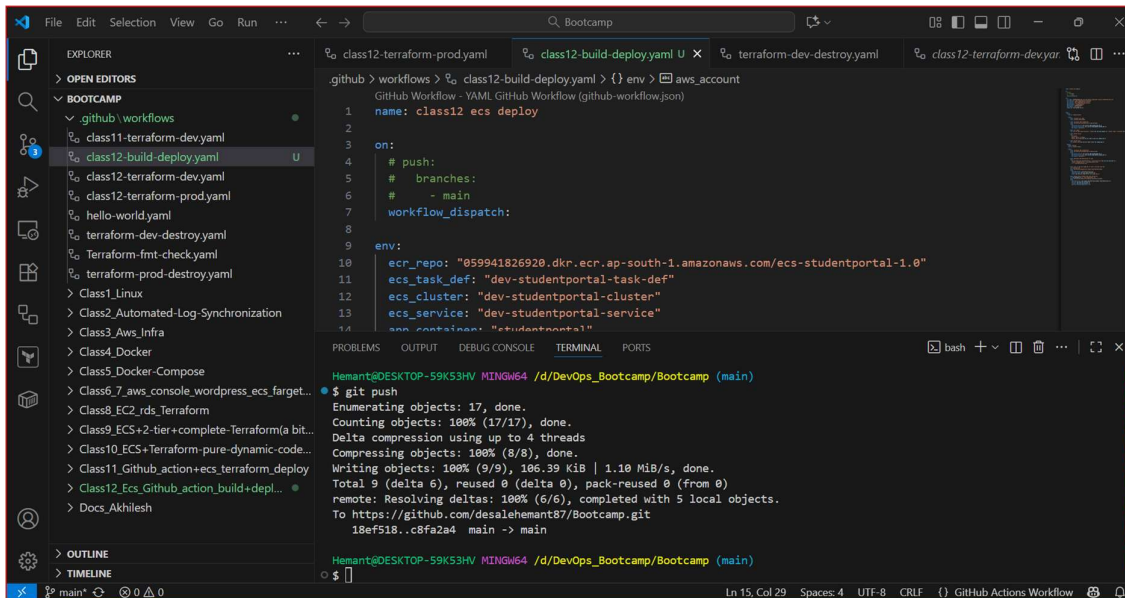 File Edit Selection View Go Run ··· Bootcamp
EXPLORER ···
OPEN EDITORS
BOOTCAMP
.github\workflows
class11-terraform-dev.yaml
class12-build-deploy.yaml U
class12-terraform-dev.yaml
class12-terraform-prod.yaml
hello-world.yaml
terraform-dev-destroy.yaml
Terraform-fmt-check.yaml
terraform-prod-destroy.yaml
Class1_Linux
Class2_Automated-Log-Synchronization
Class3_Aws_Infra
Class4_Docker
Class5_Docker-Compose
Class6_7_aws_console_wordpress_ecs_farget...
Class8_EC2_rds_Terraform
Class9_ECS+2-tier+complete-Terraform(a bit...
Class10_ECS+Terraform-pure-dynamic-code...
Class11_Github_action+ecs_terraform_deploy
Class12_Ecs_Github_action_build+depl...
Docs_Akhilesh
OUTLINE
TIMELINE
3
class12-terraform-prod.yaml class12-build-deploy.yaml U terraform-dev-destroy.yaml class12-terraform-dev.yar
.github > workflows > class12-build-deploy.yaml > {} env > aws_account
GitHub Workflow - YAML GitHub Workflow (github-workflow.json)
1 name: class12 ecs deploy
2
3 on:
4 # push:
5 # branches:
6 # - main
7 workflow_dispatch:
8
9 env:
10 ecr_repo: "059941826920.dkr.ecr.ap-south-1.amazonaws.com/ecs-studentportal-1.0"
11 ecs_task_def: "dev-studentportal-task-def"
12 ecs_cluster: "dev-studentportal-cluster"
13 ecs_service: "dev-studentportal-service"
14 app_container: "studentportal"
PROBLEMS OUTPUT DEBUG CONSOLE TERMINAL PORTS bash
Hemant@DESKTOP-59K53HV MINGW64 /d/DevOps_Bootcamp/Bootcamp (main)
$ git push
Enumerating objects: 17, done.
Counting objects: 100% (17/17), done.
Delta compression using up to 4 threads
Compressing objects: 100% (8/8), done.
Writing objects: 100% (9/9), 106.39 KiB | 1.10 MiB/s, done.
Total 9 (delta 6), reused 0 (delta 0), pack-reused 0 (from 0)
remote: Resolving deltas: 100% (6/6), completed with 5 local objects.
To https://github.com/desalehemant87/Bootcamp.git
18ef518..c8fa2a4 main -> main
Hemant@DESKTOP-59K53HV MINGW64 /d/DevOps_Bootcamp/Bootcamp (main)
$
main* 0 0 Ln 15, Col 29 Spaces: 4 UTF-8 CRLF {} GitHub Actions Workflow